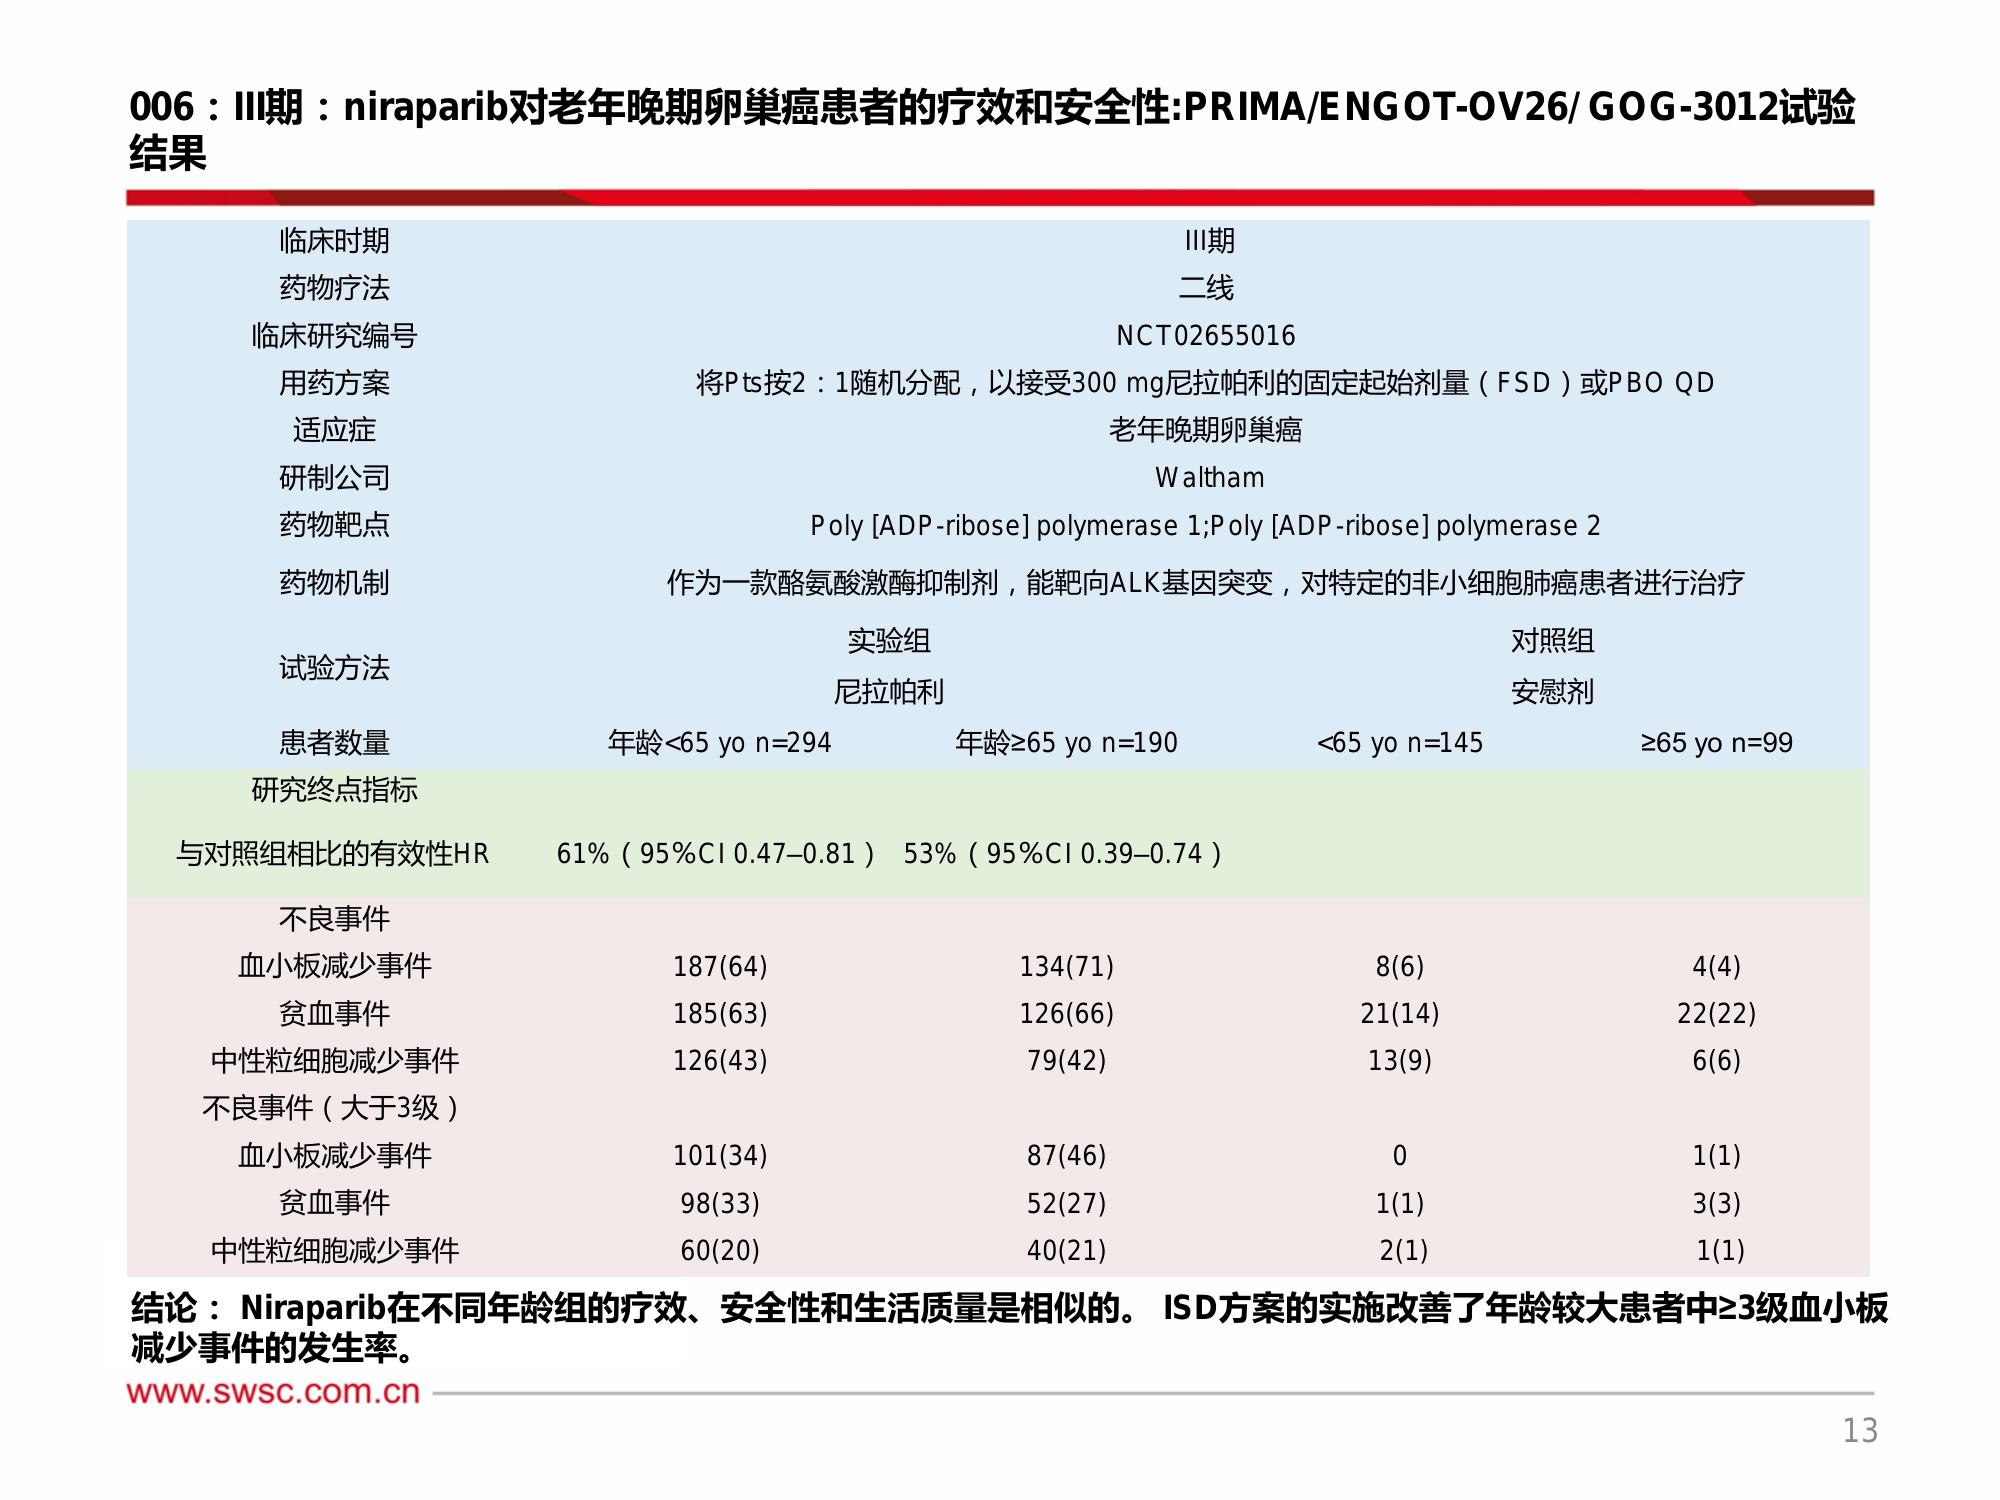 006：III期：niraparib对老年晚期卵巢癌患者的疗效和安全性:PRIMA/ENGOT-OV26/ GOG-3012试验
结果
临床时期 III期
药物疗法 二线
临床研究编号 NCT02655016
用药方案 将Pts按2：1随机分配，以接受300 mg尼拉帕利的固定起始剂量（FSD）或PBO QD
适应症 老年晚期卵巢癌
研制公司 Waltham
药物靶点 Poly [ADP-ribose] polymerase 1;Poly [ADP-ribose] polymerase 2
药物机制 作为一款酪氨酸激酶抑制剂，能靶向ALK基因突变，对特定的非小细胞肺癌患者进行治疗
试验方法 实验组 对照组
尼拉帕利 安慰剂
患者数量 年龄<65 yo n=294 年龄≥65 yo n=190 <65 yo n=145 ≥65 yo n=99
研究终点指标
与对照组相比的有效性HR 61%（95%CI 0.47–0.81） 53%（95%CI 0.39–0.74）
不良事件
血小板减少事件 187(64) 134(71) 8(6) 4(4)
贫血事件 185(63) 126(66) 21(14) 22(22)
中性粒细胞减少事件 126(43) 79(42) 13(9) 6(6)
不良事件（大于3级）
血小板减少事件 101(34) 87(46) 0 1(1)
贫血事件 98(33) 52(27) 1(1) 3(3)
中性粒细胞减少事件 60(20) 40(21) 2(1) 1(1)
结论： Niraparib在不同年龄组的疗效、安全性和生活质量是相似的。 ISD方案的实施改善了年龄较大患者中≥3级血小板
减少事件的发生率。
www.swsc.com.cn
13